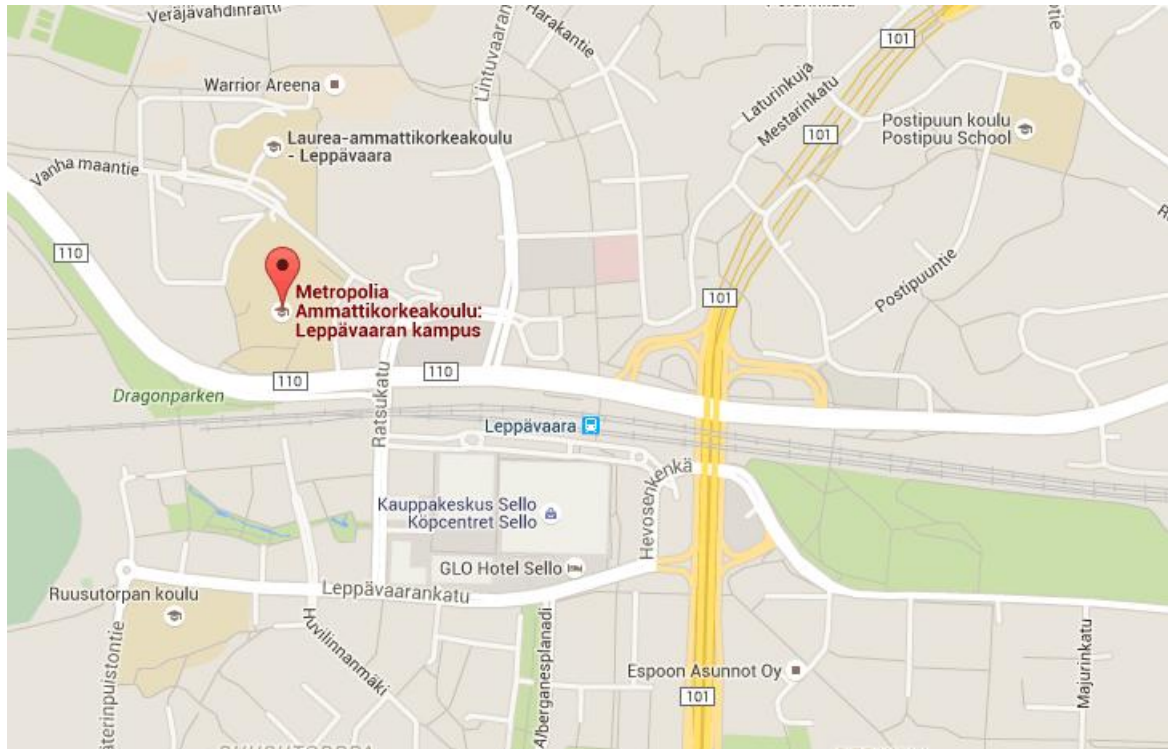 Veräjävahdinraitti
Lintuvaaran
Harakantie
101
Warrior Areena
Laturinkuja
Mestarinkatu
101
Postipuun koulu
Postipuu School
Laurea-ammattikorkeakoulu
- Leppävaara
Vanha maantie
110
Metropolia
Ammattikorkeakoulu:
Leppävaaran kampus
101
Postipuuntie
110
110
Dragonparken
Ratsukatu
Leppävaara
Hevosenkenkä
Kauppakeskus Sello
Köpcentret Sello
GLO Hotel Sello
Leppävaarankatu
Ruusutorpan koulu
Huvilinnanmäki
Alberganesplanadi
Espoon Asunnot Oy
101
Majurinkatu